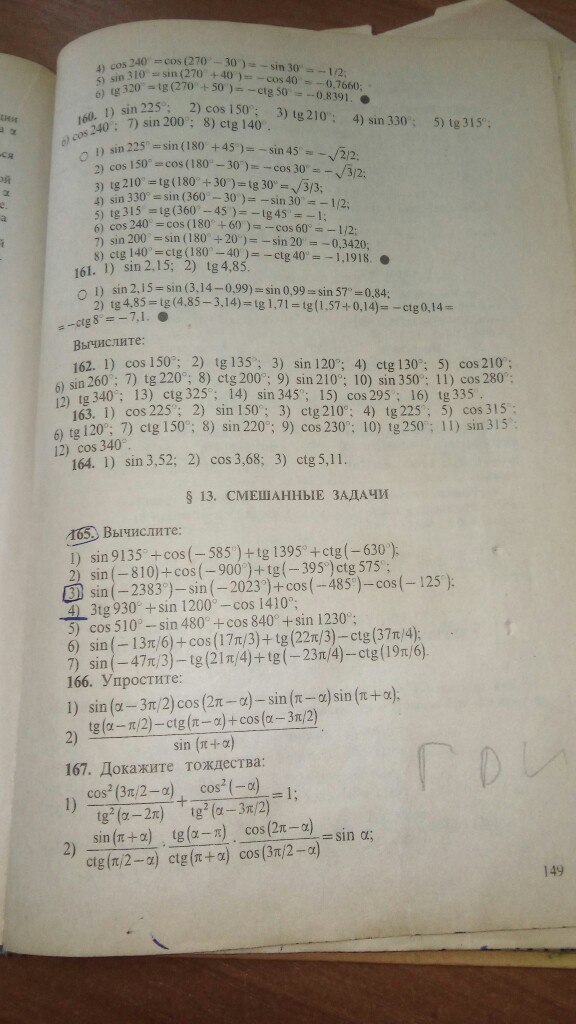 4) cos 240° = cos (270° − 30°) = −sin 30° = −1/2;
5) sin 310° = sin (270° + 40°) = −cos 40° = −0,7660;
6) tg 320° = tg (270° + 50°) = −ctg 50° = −0,8391. ●
160. 1) sin 225°; 2) cos 150°; 3) tg 210°; 4) sin 330°; 5) tg 315°;
6) cos 240°; 7) sin 200°; 8) ctg 140°.
○ 1) sin 225° = sin (180° + 45°) = −sin 45° = −√2/2;
2) cos 150° = cos (180° − 30°) = −cos 30° = −√3/2;
3) tg 210° = tg (180° + 30°) = tg 30° = √3/3;
4) sin 330° = sin (360° − 30°) = −sin 30° = −1/2;
5) tg 315° = tg (360° − 45°) = −tg 45° = −1;
6) cos 240° = cos (180° + 60°) = −cos 60° = −1/2;
7) sin 200° = sin (180° + 20°) = −sin 20° = −0,3420;
8) ctg 140° = ctg (180° − 40°) = −ctg 40° = −1,1918. ●
161. 1) sin 2,15; 2) tg 4,85.
○ 1) sin 2,15 = sin (3,14 − 0,99) = sin 0,99 = sin 57° = 0,84;
2) tg 4,85 = tg (4,85 − 3,14) = tg 1,71 = tg (1,57 + 0,14) = −ctg 0,14 =
= −ctg 8° = −7,1. ●
Вычислите:
162. 1) cos 150°; 2) tg 135°; 3) sin 120°; 4) ctg 130°; 5) cos 210°;
6) sin 260°; 7) tg 220°; 8) ctg 200°; 9) sin 210°; 10) sin 350°; 11) cos 280°;
12) tg 340°; 13) ctg 325°; 14) sin 345°; 15) cos 295°; 16) tg 335°.
163. 1) cos 225°; 2) sin 150°; 3) ctg 210°; 4) tg 225°; 5) cos 315°;
6) tg 120°; 7) ctg 150°; 8) sin 220°; 9) cos 230°; 10) tg 250°; 11) sin 315°;
12) cos 340°.
164. 1) sin 3,52; 2) cos 3,68; 3) ctg 5,11.
§ 13. СМЕШАННЫЕ ЗАДАЧИ
165. Вычислите:
1) sin 9135° + cos (−585°) + tg 1395° + ctg (−630°);
2) sin (−810) + cos (−900°) + tg (−395°) ctg 575°;
3) sin (−2383°) − sin (−2023°) + cos (−485°) − cos (−125°);
4) 3tg 930° + sin 1200° − cos 1410°;
5) cos 510° − sin 480° + cos 840° + sin 1230°;
6) sin (−13π/6) + cos (17π/3) + tg (22π/3) − ctg (37π/4);
7) sin (−47π/3) − tg (21π/4) + tg (−23π/4) − ctg (19π/6).
166. Упростите:
1) sin (α − 3π/2) cos (2π − α) − sin (π − α) sin (π + α);
2) (tg (α − π/2) − ctg (π − α) + cos (α − 3π/2)) / sin (π + α).
167. Докажите тождества:
1) cos² (3π/2 − α) / tg² (α − 2π) + cos² (−α) / tg² (α − 3π/2) = 1;
2) sin (π + α) / ctg (π/2 − α) · tg (α − π) / ctg (π + α) · cos (2π − α) / cos (3π/2 − α) = sin α;
149